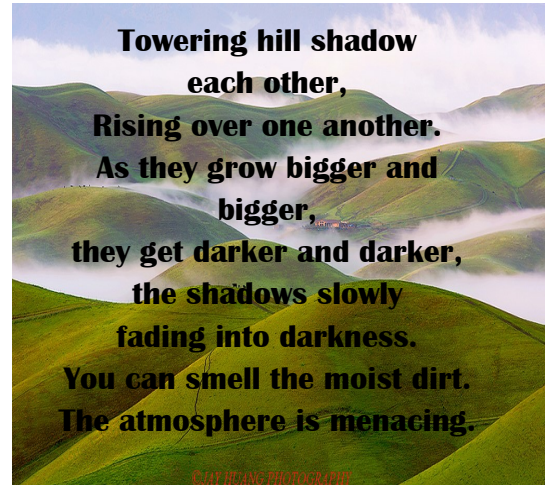 Towering hill shadow
each other,
Rising over one another.
As they grow bigger and
bigger,
they get darker and darker,
the shadows slowly
fading into darkness.
You can smell the moist dirt.
The atmosphere is menacing.
©JAY HUANG PHOTOGRAPHY